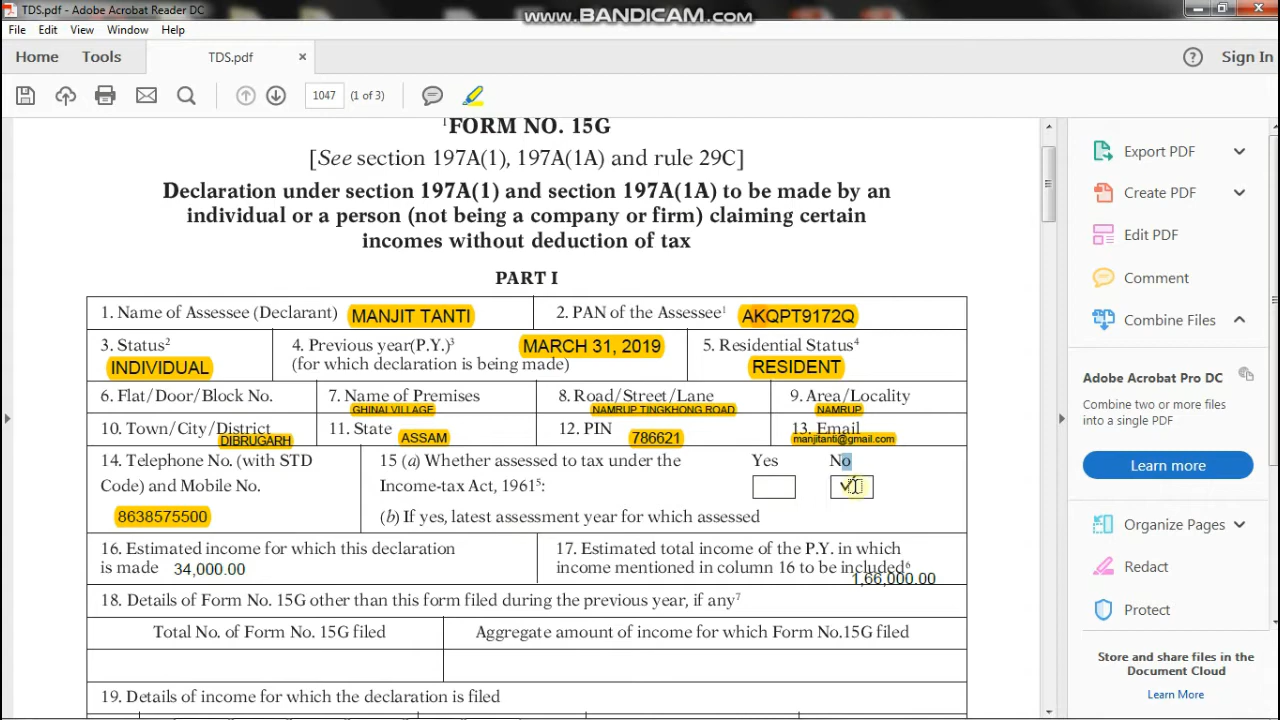 TDS.pdf - Adobe Acrobat Reader DC
www.BANDICAM.com
File Edit View Window Help
Home Tools TDS.pdf × ? Sign In
1047 (1 of 3)
1FORM NO. 15G
[See section 197A(1), 197A(1A) and rule 29C]
Declaration under section 197A(1) and section 197A(1A) to be made by an
individual or a person (not being a company or firm) claiming certain
incomes without deduction of tax
PART I
1. Name of Assessee (Declarant) MANJIT TANTI 2. PAN of the Assessee1 AKQPT9172Q
3. Status2 INDIVIDUAL
4. Previous year(P.Y.)3 MARCH 31, 2019
(for which declaration is being made)
5. Residential Status4
RESIDENT
6. Flat/Door/Block No. 7. Name of Premises 8. Road/Street/Lane 9. Area/Locality
GHINAI VILLAGE NAMRUP TINGKHONG ROAD NAMRUP
10. Town/City/District 11. State 12. PIN 13. Email
DIBRUGARH ASSAM 786621 manjitanti@gmail.com
14. Telephone No. (with STD
Code) and Mobile No.
8638575500
15 (a) Whether assessed to tax under the Yes No
Income-tax Act, 19615: ✓
(b) If yes, latest assessment year for which assessed
16. Estimated income for which this declaration
is made 34,000.00
17. Estimated total income of the P.Y. in which
income mentioned in column 16 to be included6
1,66,000.00
18. Details of Form No. 15G other than this form filed during the previous year, if any7
Total No. of Form No. 15G filed Aggregate amount of income for which Form No.15G filed
19. Details of income for which the declaration is filed
Export PDF
Create PDF
Edit PDF
Comment
Combine Files
Adobe Acrobat Pro DC
Combine two or more files
into a single PDF
Learn more
Organize Pages
Redact
Protect
Store and share files in the
Document Cloud
Learn More